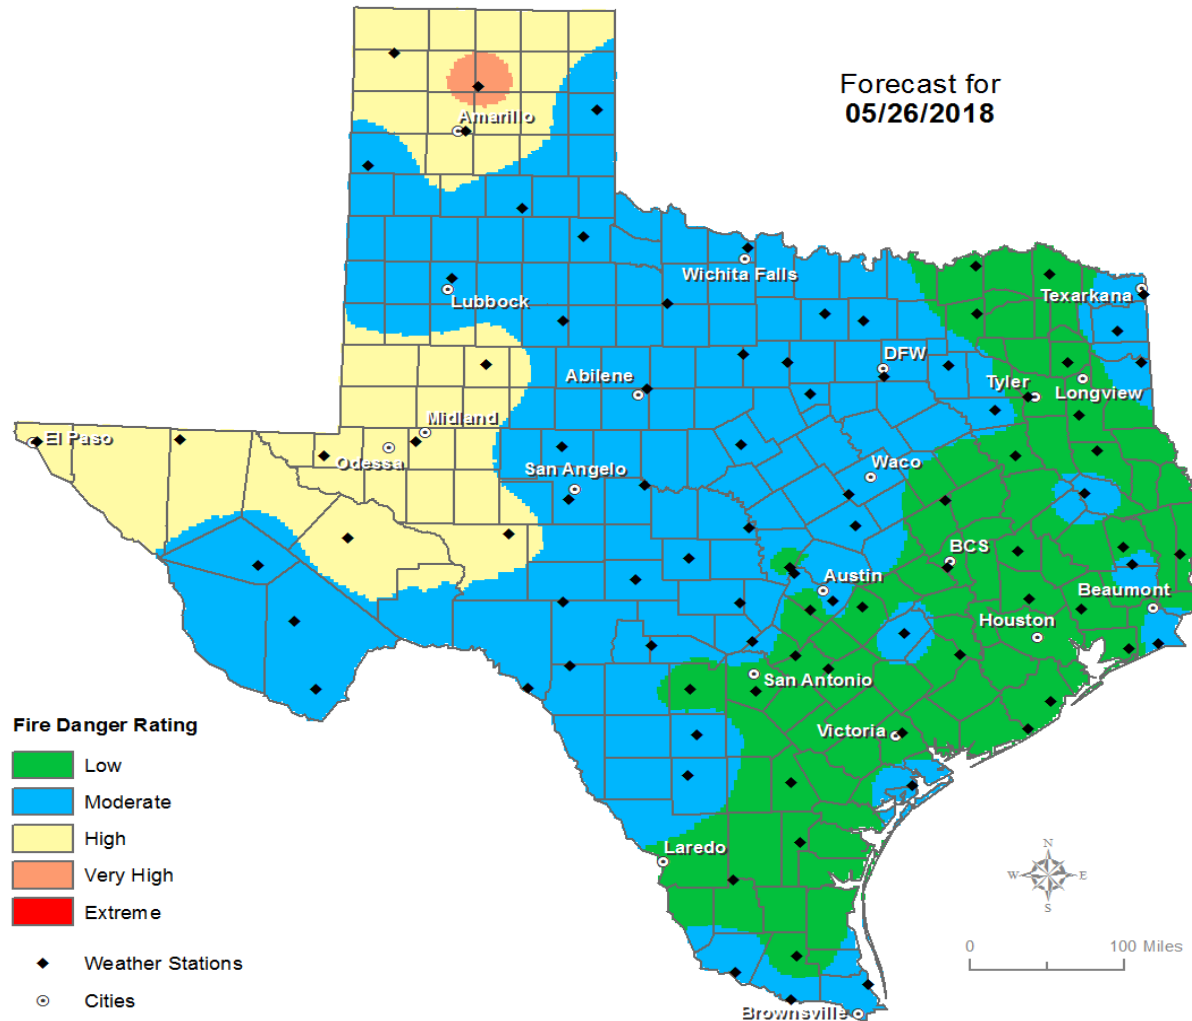 Forecast for
05/26/2018
Amarillo
Wichita Falls
Lubbock
Texarkana
DFW
Abilene
Tyler
Longview
Midland
El Paso
Odessa
San Angelo
Waco
BCS
Austin
Beaumont
Houston
San Antonio
Victoria
Laredo
Brownsville
Fire Danger Rating
Low
Moderate
High
Very High
Extreme
Weather Stations
Cities
N
W E
S
0 100 Miles